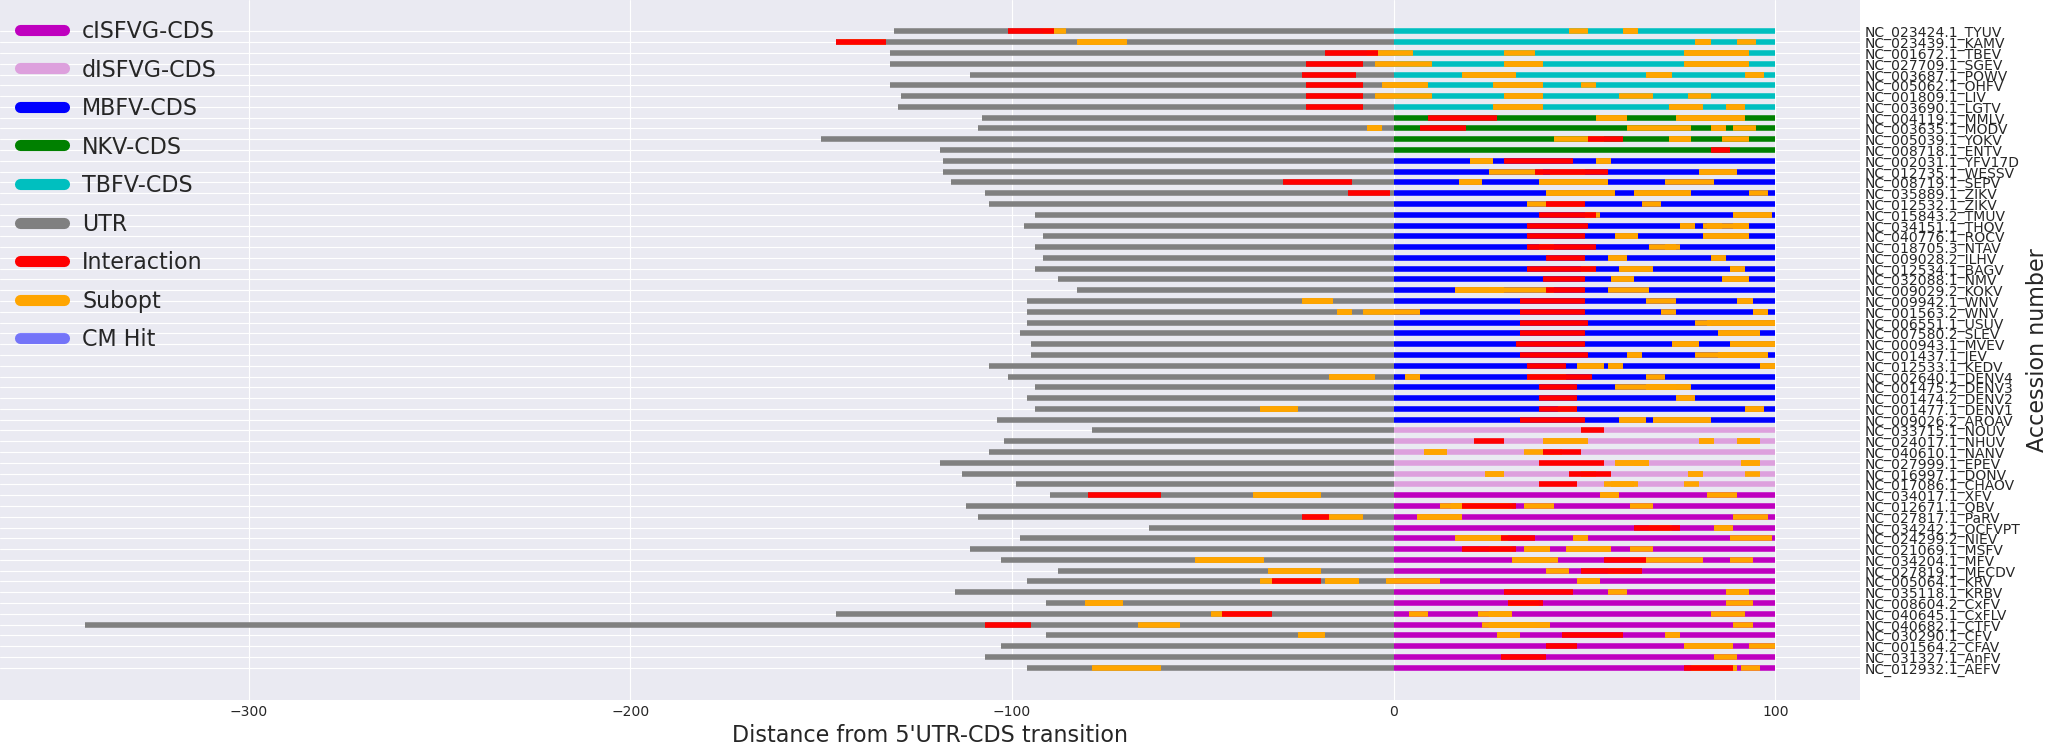 cISFVG-CDS
dISFVG-CDS
MBFV-CDS
NKV-CDS
TBFV-CDS
UTR
Interaction
Subopt
CM Hit
NC_023424.1_TYUV
NC_023439.1_KAMV
NC_001672.1_TBEV
NC_027709.1_SGEV
NC_003687.1_POWV
NC_005062.1_OHFV
NC_001809.1_LIV
NC_003690.1_LGTV
NC_004119.1_MMLV
NC_003635.1_MODV
NC_005039.1_YOKV
NC_008718.1_ENTV
NC_002031.1_YFV17D
NC_012735.1_WESSV
NC_008719.1_SEPV
NC_035889.1_ZIKV
NC_012532.1_ZIKV
NC_015843.2_TMUV
NC_034151.1_THOV
NC_040776.1_ROCV
NC_018705.3_NTAV
NC_009028.2_ILHV
NC_012534.1_BAGV
NC_032088.1_NMV
NC_009029.2_KOKV
NC_009942.1_WNV
NC_001563.2_WNV
NC_006551.1_USUV
NC_007580.2_SLEV
NC_000943.1_MVEV
NC_001437.1_JEV
NC_012533.1_KEDV
NC_002640.1_DENV4
NC_001475.2_DENV3
NC_001474.2_DENV2
NC_001477.1_DENV1
NC_009026.2_AROAV
NC_033715.1_NOUV
NC_024017.1_NHUV
NC_040610.1_NANV
NC_027999.1_EPEV
NC_016997.1_DONV
NC_017086.1_CHAOV
NC_034017.1_XFV
NC_012671.1_QBV
NC_027817.1_PaRV
NC_034242.1_OCFVPT
NC_024299.2_NIEV
NC_021069.1_MSFV
NC_034204.1_MFV
NC_027819.1_MECDV
NC_005064.1_KRV
NC_035118.1_KRBV
NC_008604.2_CxFV
NC_040645.1_CxFLV
NC_040682.1_CTFV
NC_030290.1_CFV
NC_001564.2_CFAV
NC_031327.1_AnFV
NC_012932.1_AEFV
Accession number
−300
−200
−100
0
100
Distance from 5'UTR-CDS transition